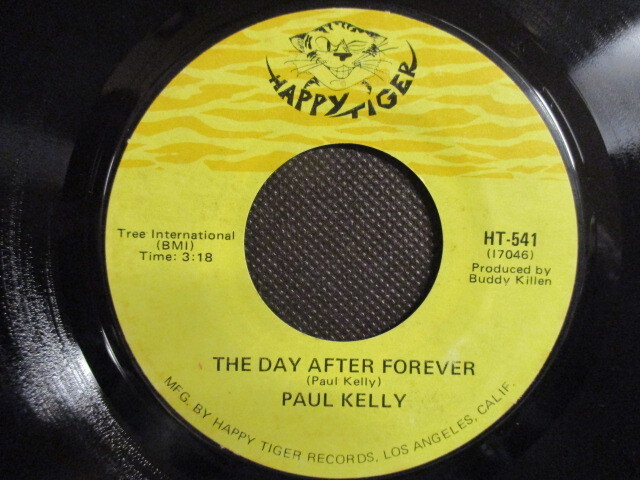 HAPPY TIGER
Tree International
(BMI)
Time: 3:18
HT-541
(17046)
Produced by
Buddy Killen
THE DAY AFTER FOREVER
(Paul Kelly)
PAUL KELLY
MFG. BY HAPPY TIGER RECORDS, LOS ANGELES, CALIF.